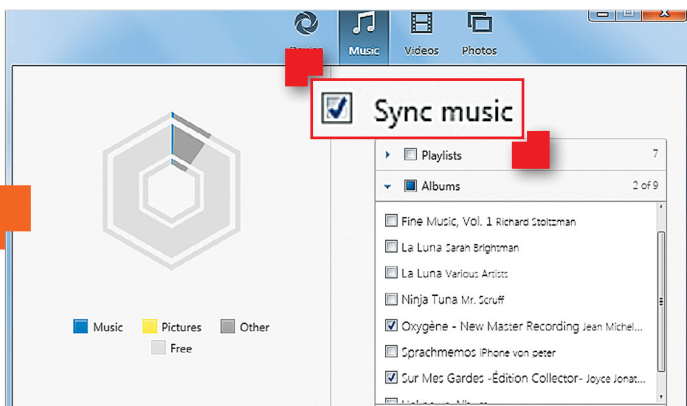 Music Videos Photos
Sync music
Playlists 7
Albums 2 of 9
Fine Music, Vol. 1 Richard Stoltzman
La Luna Sarah Brightman
La Luna Various Artists
Ninja Tuna Mr. Scruff
Oxygène - New Master Recording Jean Michel...
Sprachmemos iPhone von peter
Sur Mes Gardes -Édition Collector- Joyce Jonat...
Music Pictures Other
Free